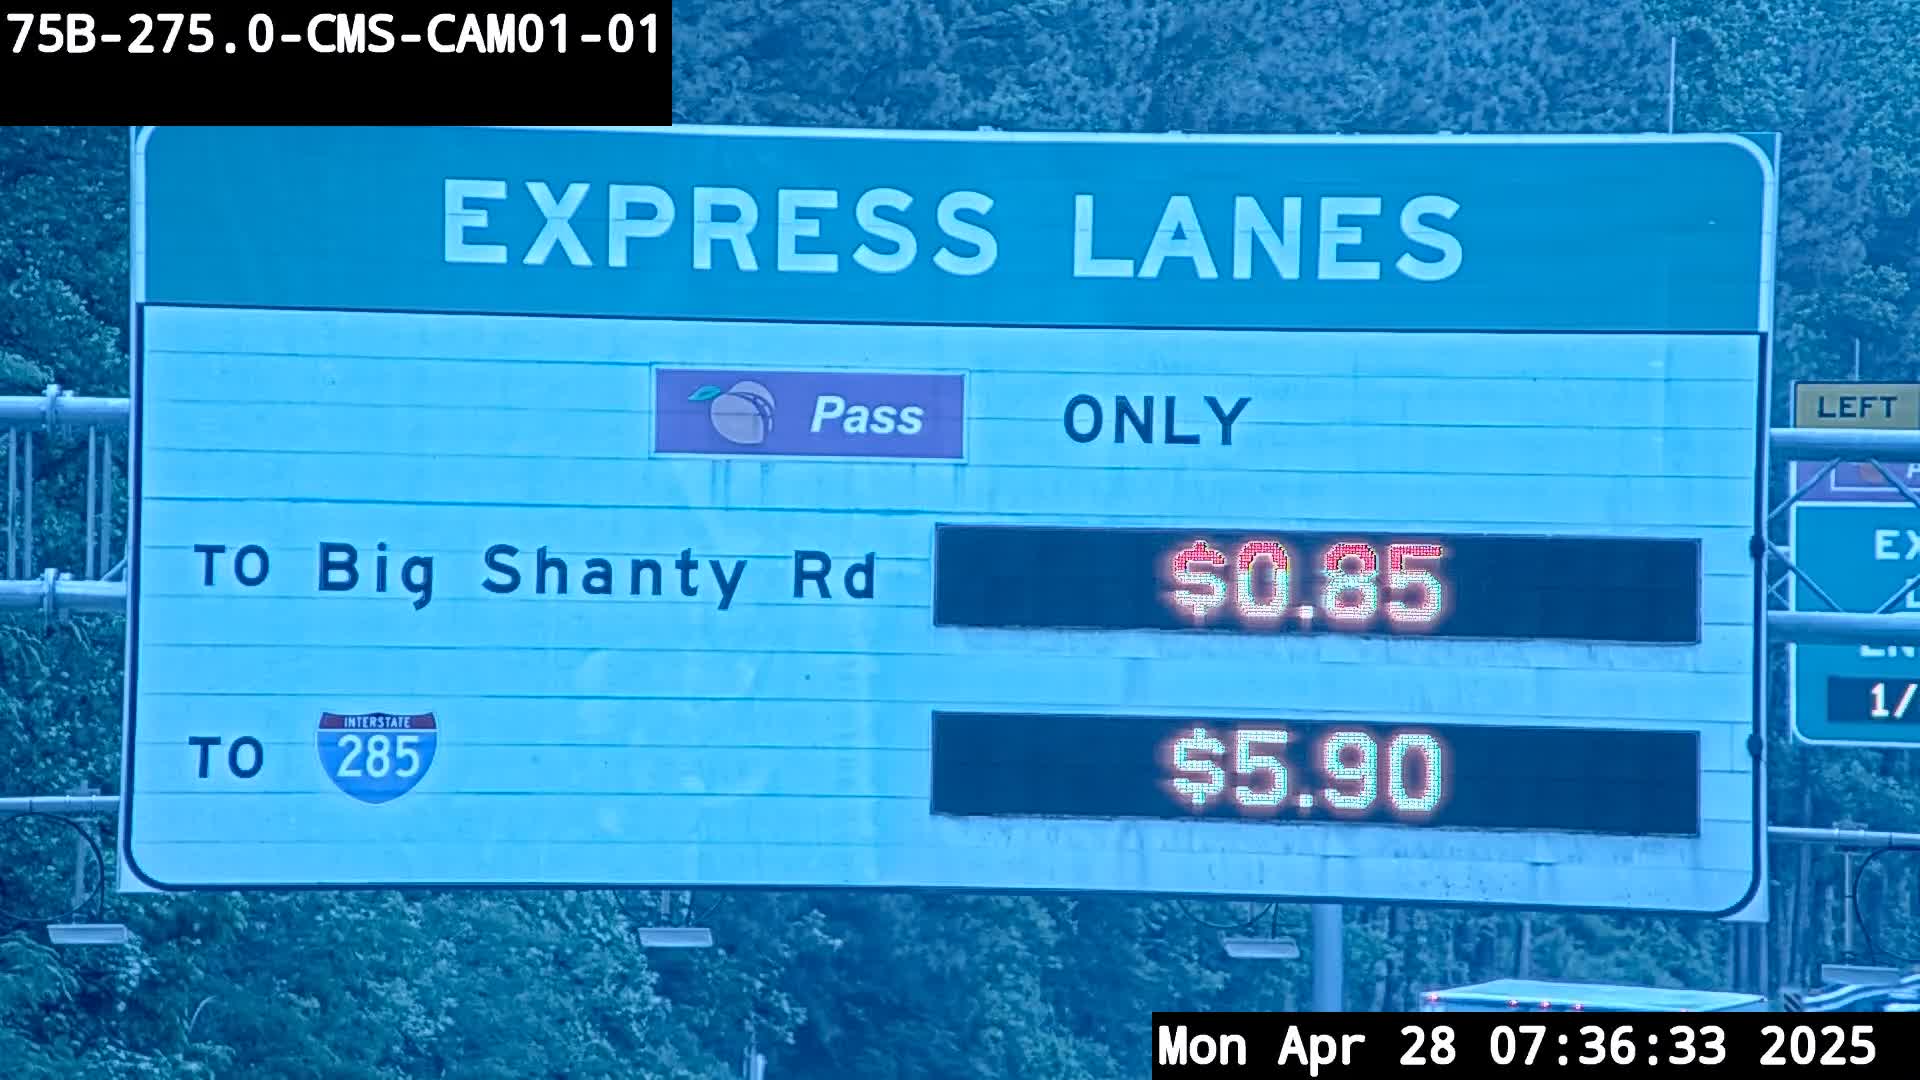 75B-275.0-CMS-CAM01-01
EXPRESS LANES
Pass ONLY
LEFT
TO Big Shanty Rd $0.85
TO INTERSTATE 285 $5.90
1/
Mon Apr 28 07:36:33 2025